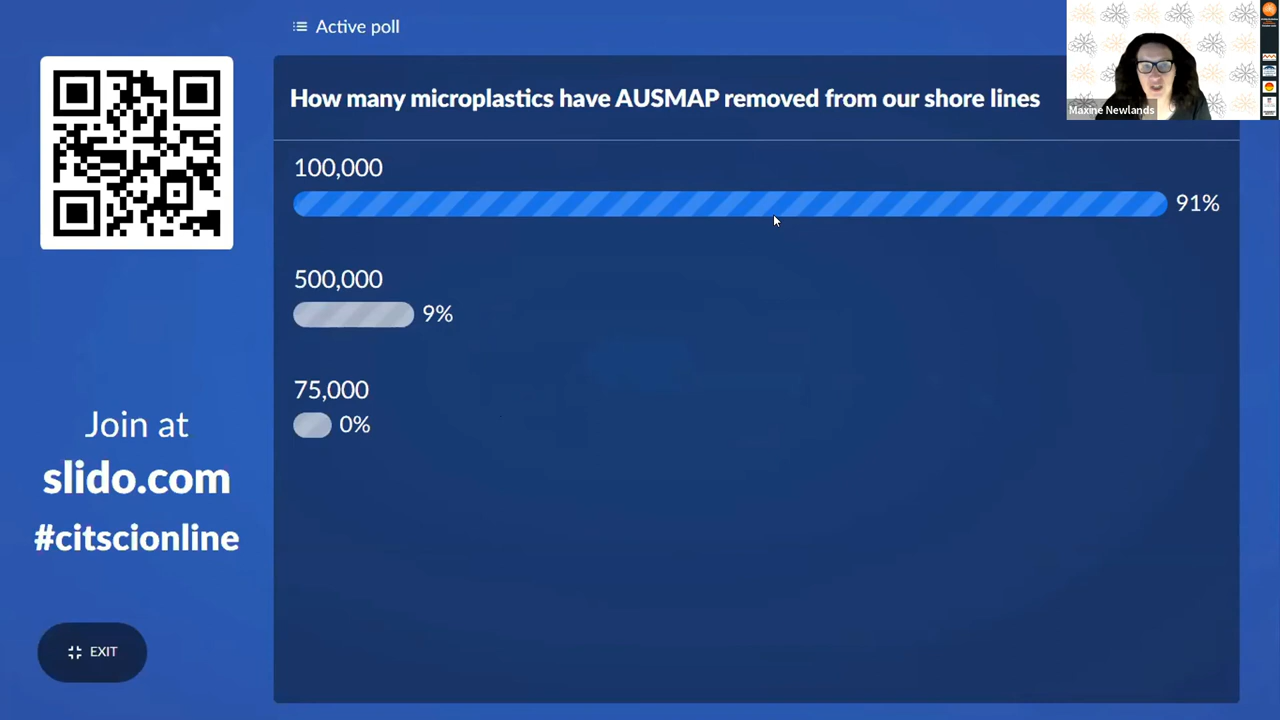 Active poll
How many microplastics have AUSMAP removed from our shore lines
Maxine Newlands
100,000
91%
500,000
9%
75,000
0%
Join at
slido.com
#citscionline
EXIT